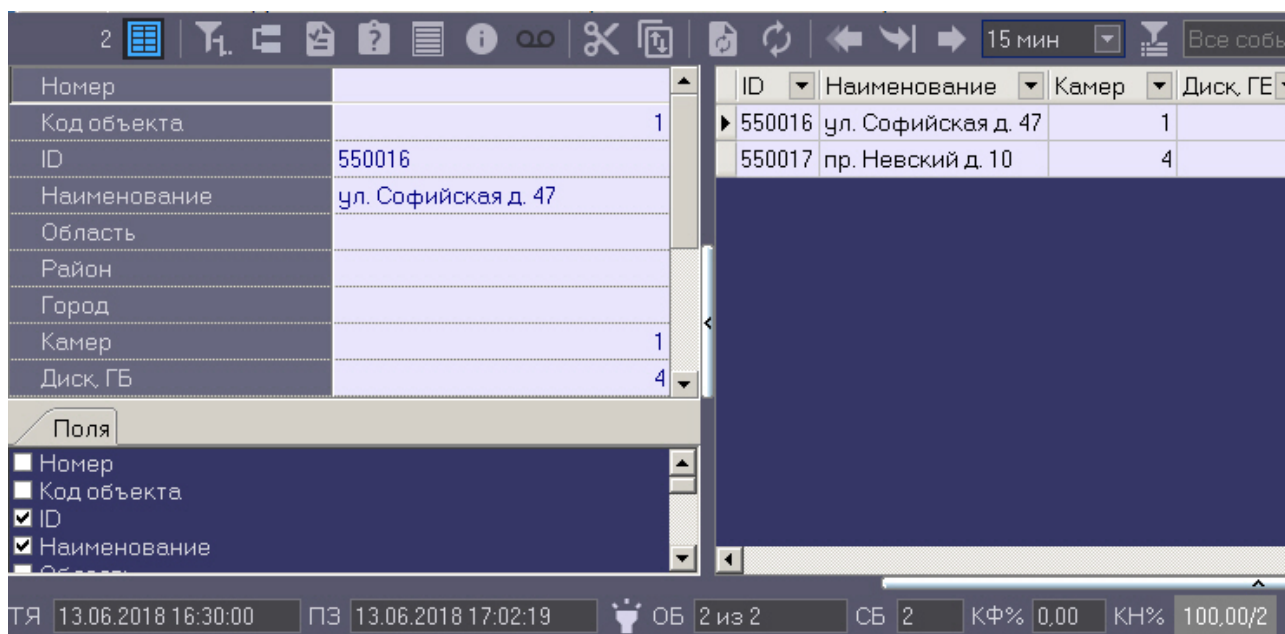 2 15 мин Все собы
Номер
Код объекта 1
ID 550016
Наименование ул. Софийская д. 47
Область
Район
Город
Камер 1
Диск, ГБ 4
Поля
Номер
Код объекта
ID
Наименование
ID Наименование Камер Диск, ГЕ
550016 ул. Софийская д. 47 1
550017 пр. Невский д. 10 4
ТЯ 13.06.2018 16:30:00 ПЗ 13.06.2018 17:02:19 ОБ 2 из 2 СБ 2 КФ% 0,00 КН% 100,00/2